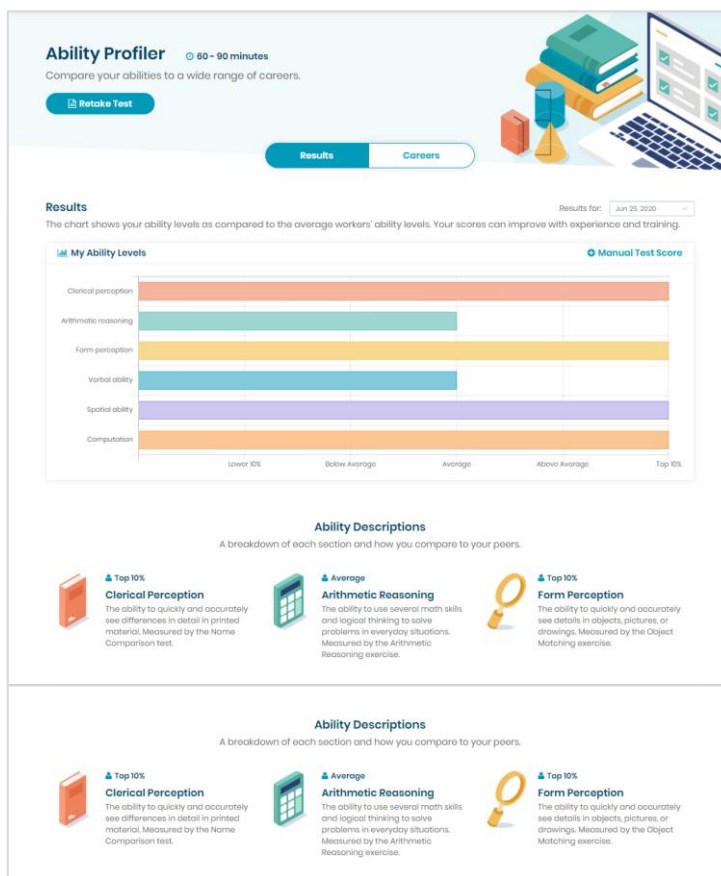 Ability Profiler 60 - 90 minutes
Compare your abilities to a wide range of careers.
Retake Test
Results Careers
Results
Results for: Jun 25, 2020
The chart shows your ability levels as compared to the average workers' ability levels. Your scores can improve with experience and training.
My Ability Levels Manual Test Score
Clerical perception
Arithmetic reasoning
Form perception
Verbal ability
Spatial ability
Computation
Lower 10% Below Average Average Above Average Top 10%
Ability Descriptions
A breakdown of each section and how you compare to your peers.
Top 10%
Clerical Perception
The ability to quickly and accurately
see differences in detail in printed
material. Measured by the Name
Comparison test.
Average
Arithmetic Reasoning
The ability to use several math skills
and logical thinking to solve
problems in everyday situations.
Measured by the Arithmetic
Reasoning exercise.
Top 10%
Form Perception
The ability to quickly and accurately
see details in objects, pictures, or
drawings. Measured by the Object
Matching exercise.
Ability Descriptions
A breakdown of each section and how you compare to your peers.
Top 10%
Clerical Perception
The ability to quickly and accurately
see differences in detail in printed
material. Measured by the Name
Comparison test.
Average
Arithmetic Reasoning
The ability to use several math skills
and logical thinking to solve
problems in everyday situations.
Measured by the Arithmetic
Reasoning exercise.
Top 10%
Form Perception
The ability to quickly and accurately
see details in objects, pictures, or
drawings. Measured by the Object
Matching exercise.